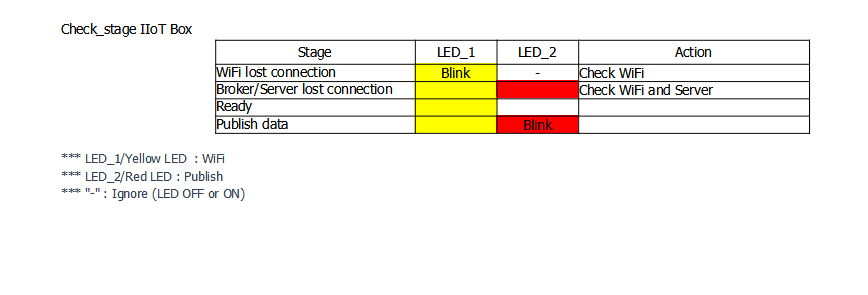 Check_stage IIoT Box
Stage LED_1 LED_2 Action
WiFi lost connection Blink - Check WiFi
Broker/Server lost connection Check WiFi and Server
Ready
Publish data Blink
*** LED_1/Yellow LED : WiFi
*** LED_2/Red LED : Publish
*** "-" : Ignore (LED OFF or ON)